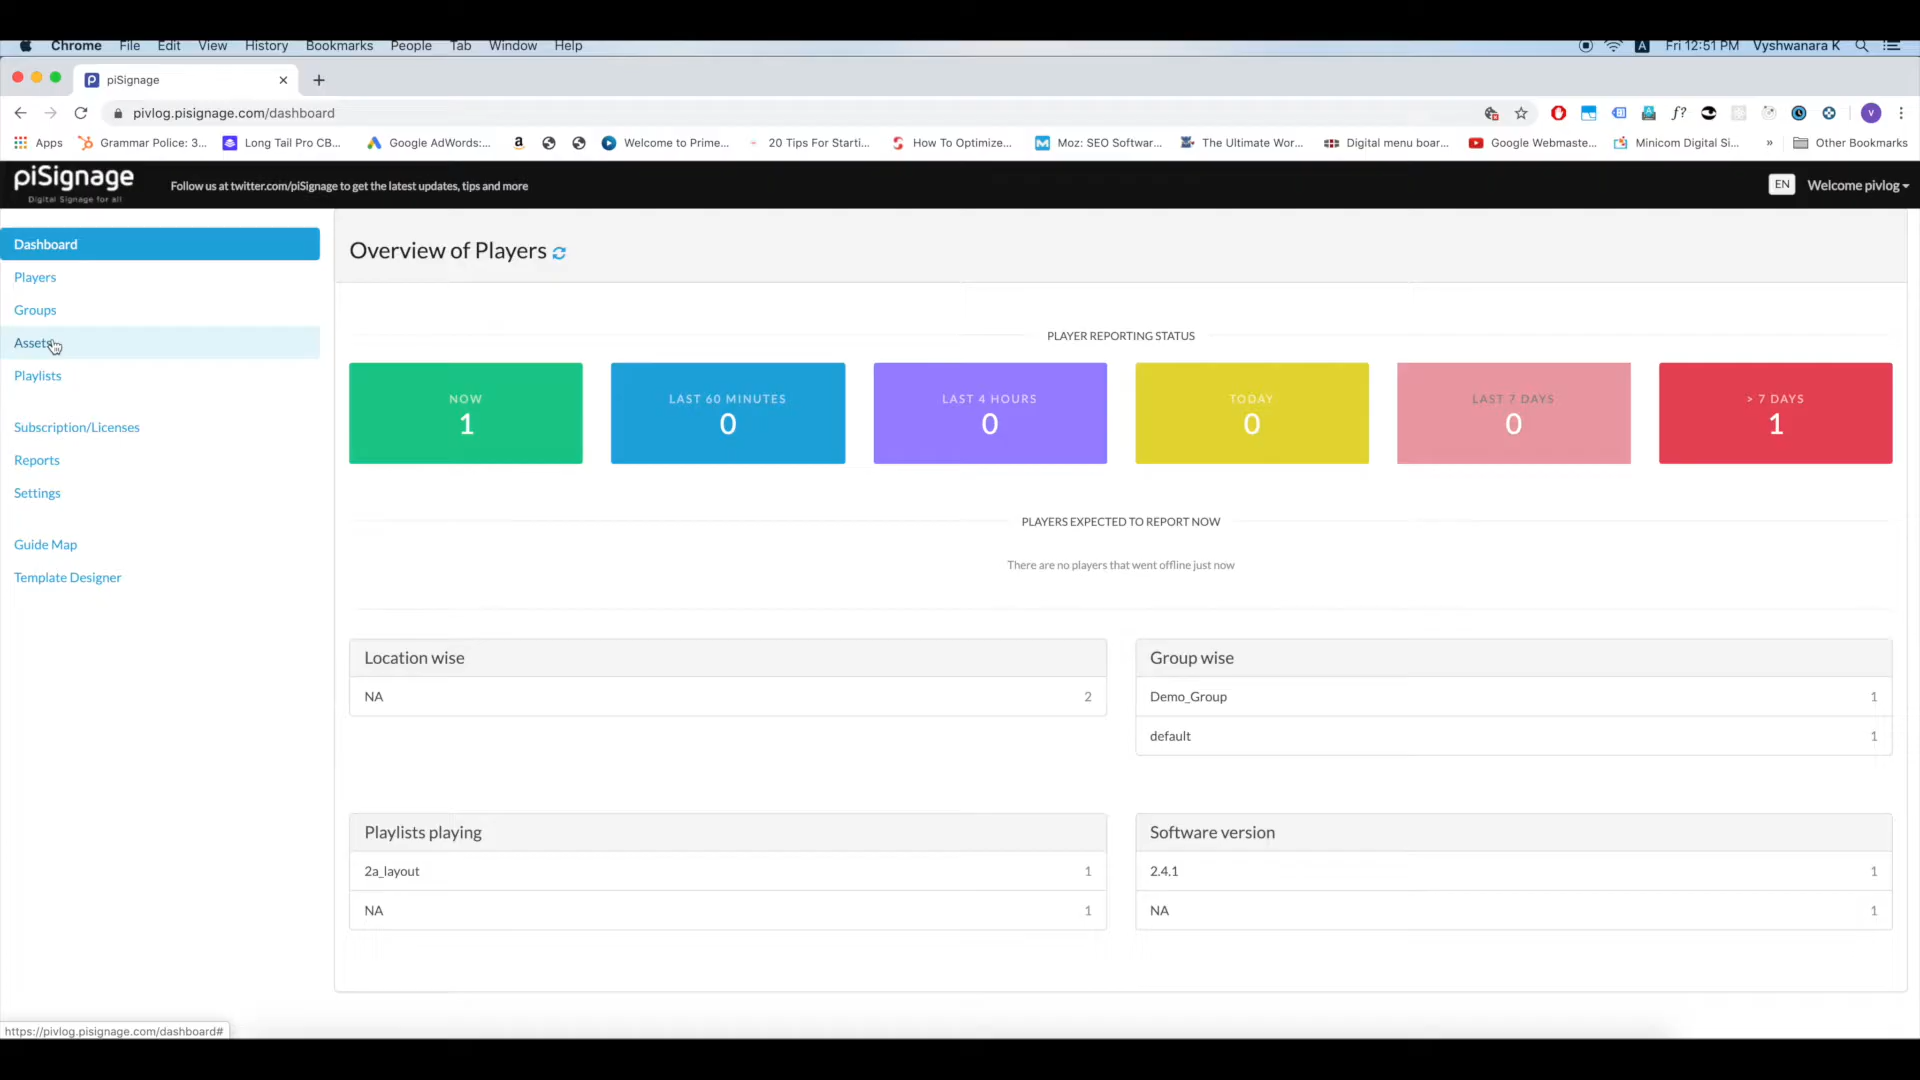 Chrome File Edit View History Bookmarks People Tab Window Help
A Fri 12:51 PM Vyshwanara K
piSignage
pivlog.pisignage.com/dashboard
f? V
Apps Grammar Police: 3... Long Tail Pro CB... Google AdWords:... Welcome to Prime... 20 Tips For Starti... How To Optimize... Moz: SEO Softwar... The Ultimate Wor... Digital menu boar... Google Webmaste... Minicom Digital Si... » Other Bookmarks
piSignage
Digital Signage for all
Follow us at twitter.com/piSignage to get the latest updates, tips and more
EN Welcome pivlog
Dashboard
Players
Groups
Assets
Playlists
Subscription/Licenses
Reports
Settings
Guide Map
Template Designer
Overview of Players
PLAYER REPORTING STATUS
NOW
1
LAST 60 MINUTES
0
LAST 4 HOURS
0
TODAY
0
LAST 7 DAYS
0
> 7 DAYS
1
PLAYERS EXPECTED TO REPORT NOW
There are no players that went offline just now
Location wise
NA 2
Group wise
Demo_Group 1
default 1
Playlists playing
2a_layout 1
NA 1
Software version
2.4.1 1
NA 1
https://pivlog.pisignage.com/dashboard#